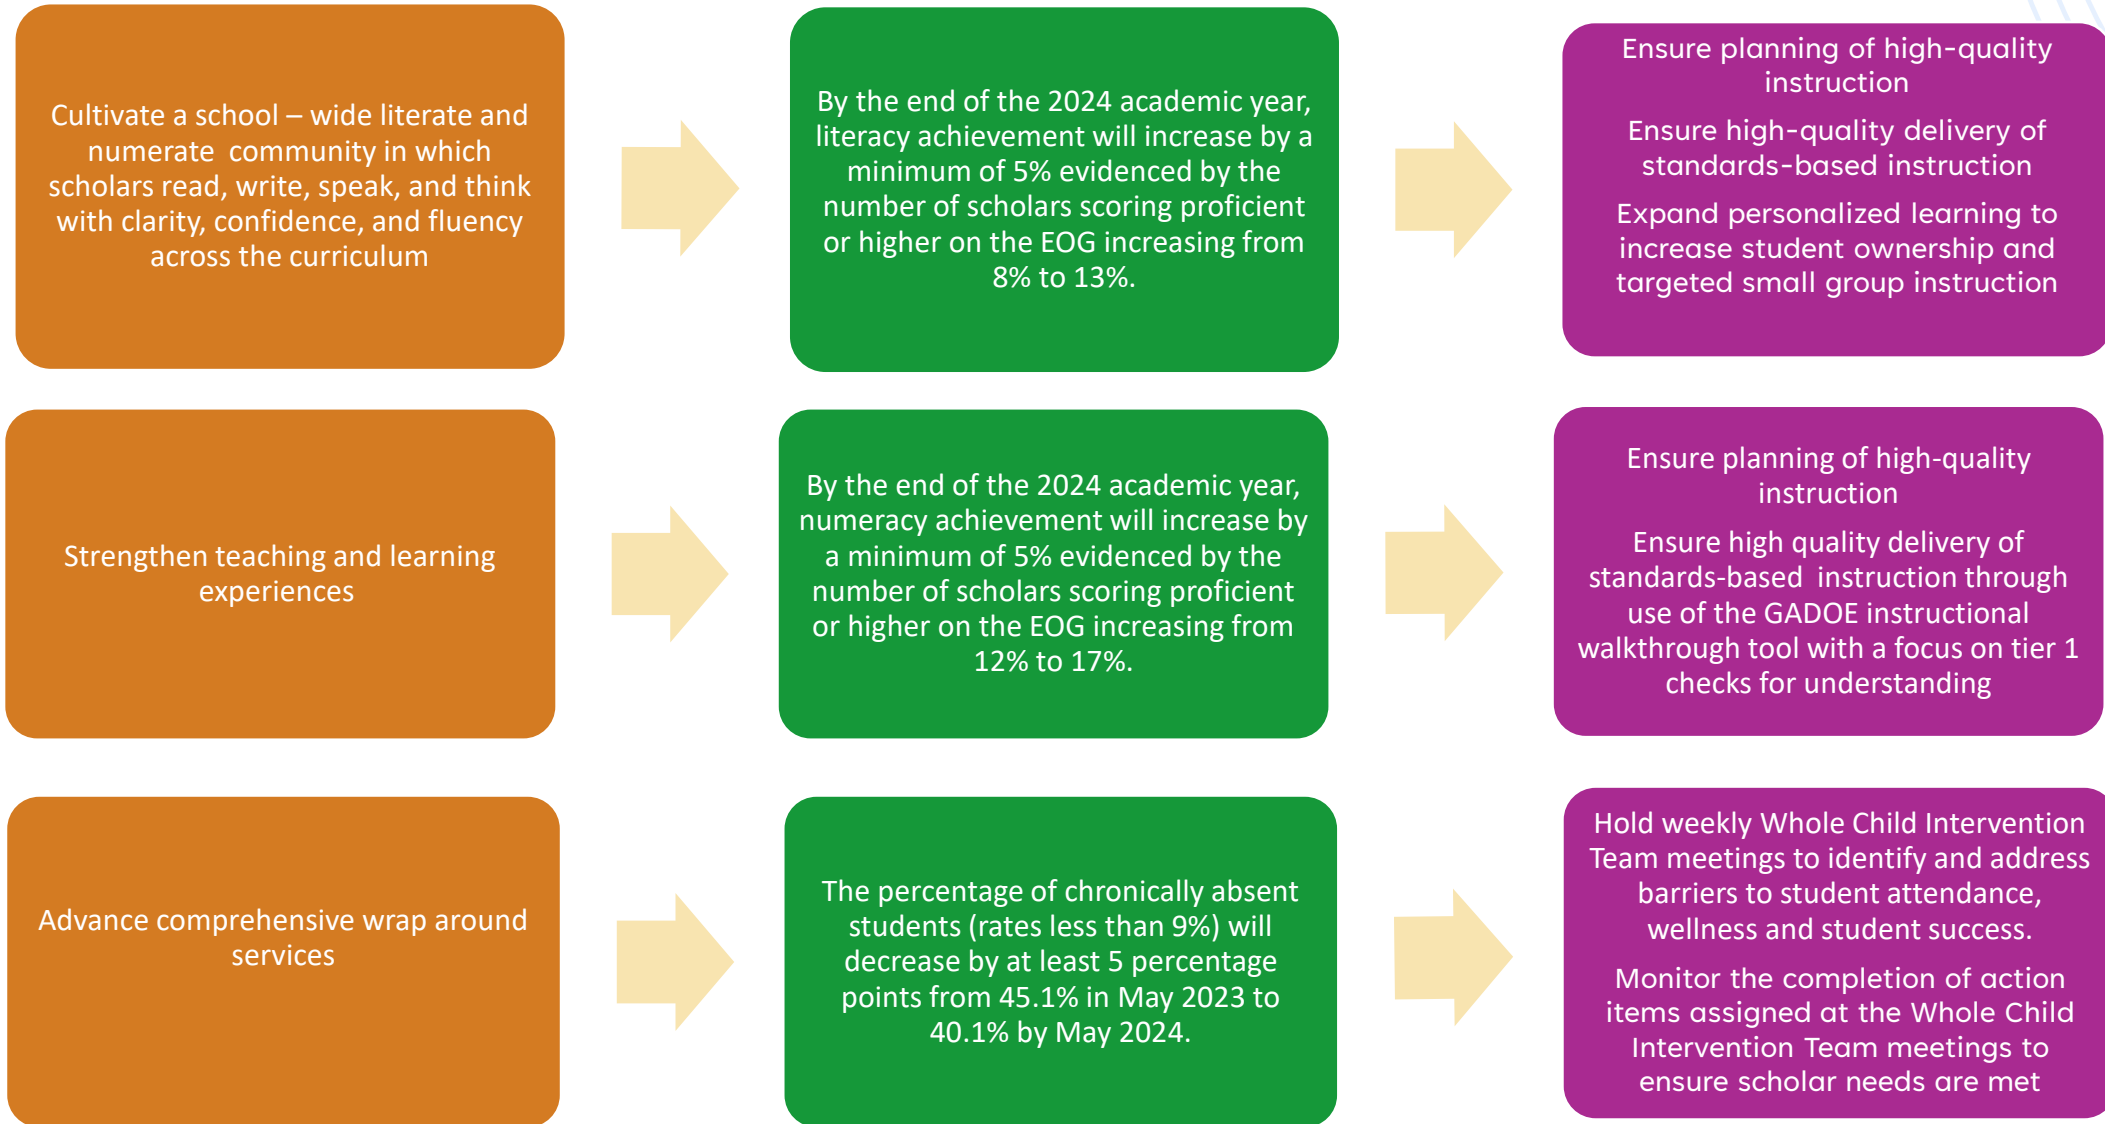 Cultivate a school – wide literate and
numerate  community in which
scholars read, write, speak, and think
with clarity, confidence, and fluency
across the curriculum
By the end of the 2024 academic year,
literacy achievement will increase by a
minimum of 5% evidenced by the
number of scholars scoring proficient
or higher on the EOG increasing from
8% to 13%.
Ensure planning of high-quality
instruction
Ensure high-quality delivery of
standards-based instruction
Expand personalized learning to
increase student ownership and
targeted small group instruction
Strengthen teaching and learning
experiences
By the end of the 2024 academic year,
numeracy achievement will increase by
a minimum of 5% evidenced by the
number of scholars scoring proficient
or higher on the EOG increasing from
12% to 17%.
Ensure planning of high-quality
instruction
Ensure high quality delivery of
standards-based  instruction through
use of the GADOE instructional
walkthrough tool with a focus on tier 1
checks for understanding
Advance comprehensive wrap around
services
The percentage of chronically absent
students (rates less than 9%) will
decrease by at least 5 percentage
points from 45.1% in May 2023 to
40.1% by May 2024.
Hold weekly Whole Child Intervention
Team meetings to identify and address
barriers to student attendance,
wellness and student success.
Monitor the completion of action
items assigned at the Whole Child
Intervention Team meetings to
ensure scholar needs are met